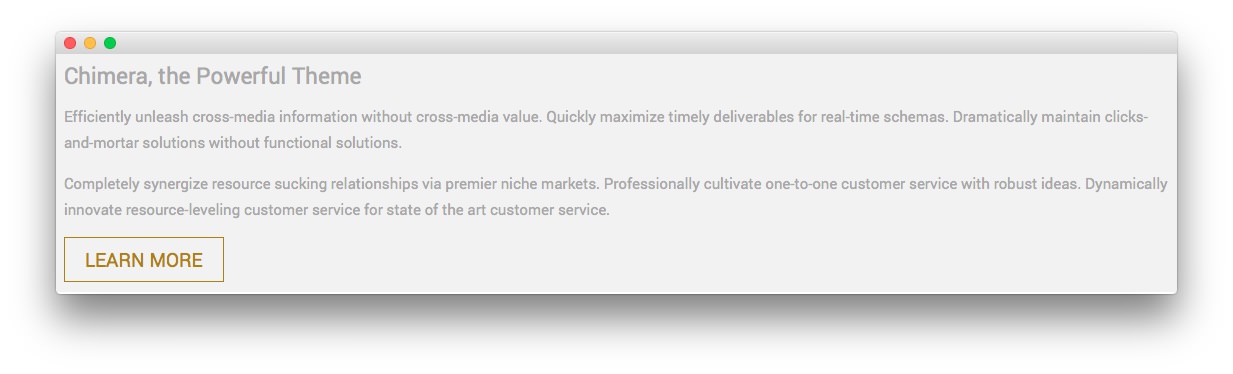 Chimera, the Powerful Theme
Efficiently unleash cross-media information without cross-media value. Quickly maximize timely deliverables for real-time schemas. Dramatically maintain clicks-
and-mortar solutions without functional solutions.
Completely synergize resource sucking relationships via premier niche markets. Professionally cultivate one-to-one customer service with robust ideas. Dynamically
innovate resource-leveling customer service for state of the art customer service.
LEARN MORE